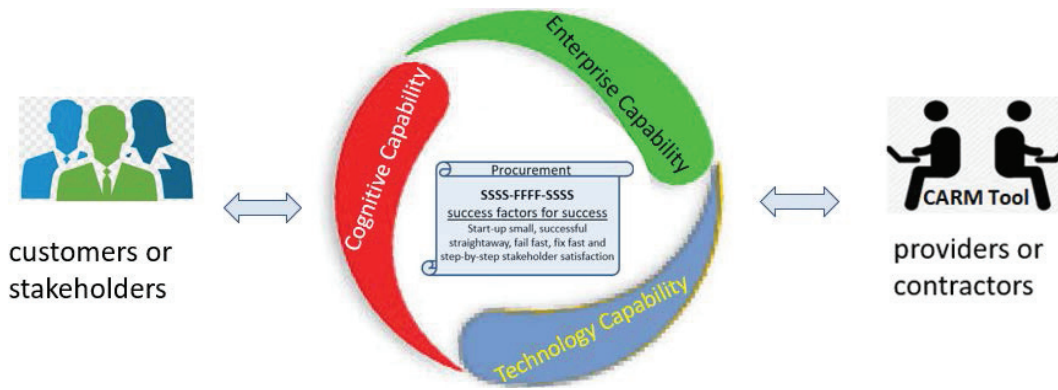 Enterprise Capability
Cognitive Capability
Procurement
SSSS-FFFF-SSSS
success factors for success
Start-up small, successful
straightaway, fail fast, fix fast and
step-by-step stakeholder satisfaction
Technology Capability
customers or
stakeholders
CARM Tool
providers or
contractors